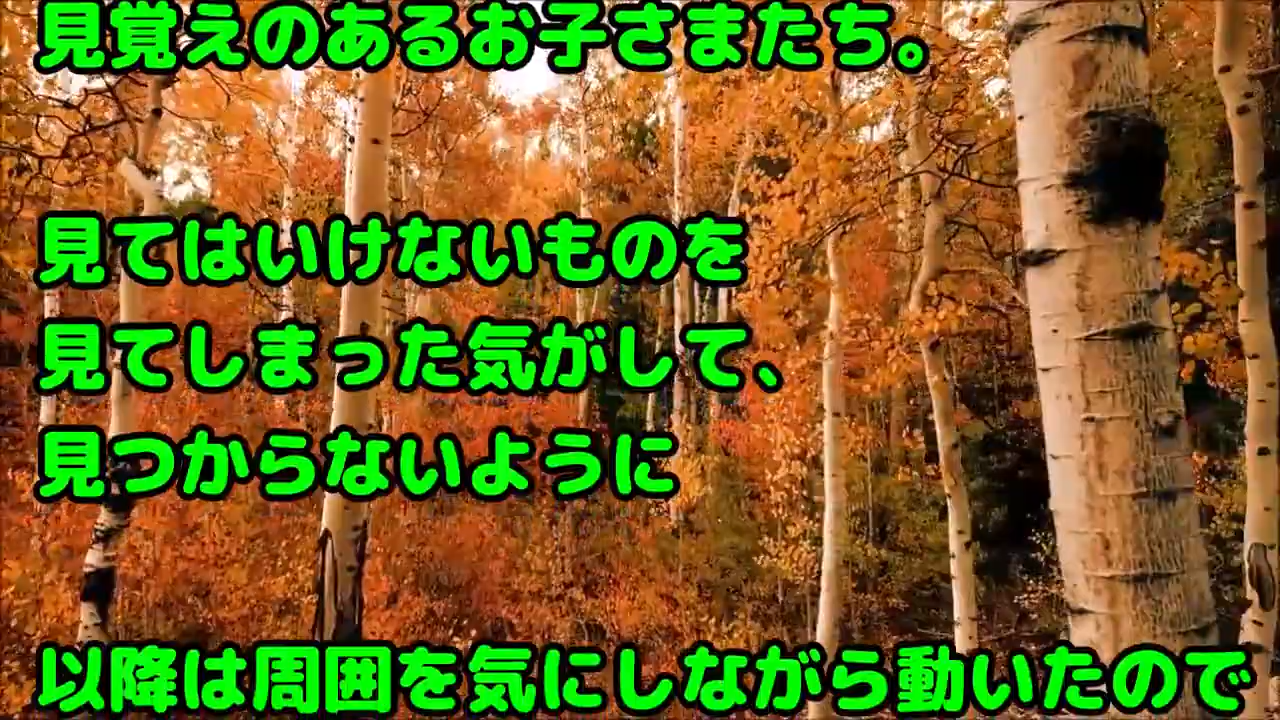 見覚えのあるお子さまたち。
見てはいけないものを
見てしまった気がして、
見つからないように
以降は周囲を気にしながら動いたので